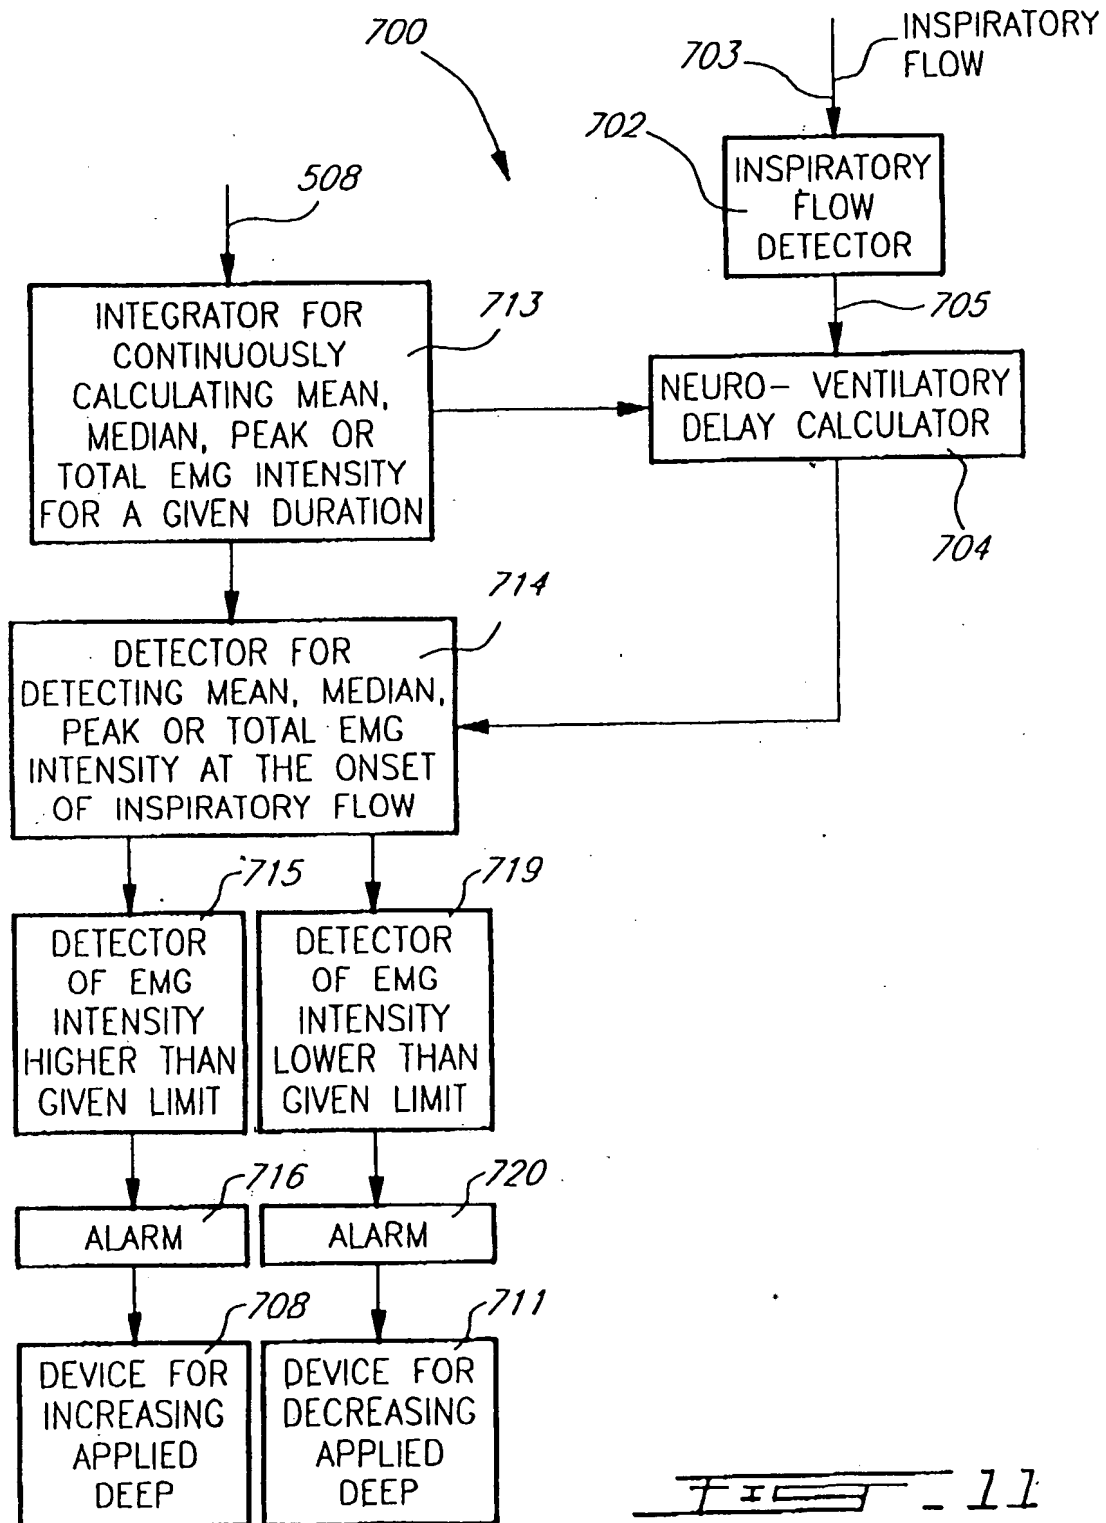 700
INSPIRATORY
FLOW
703
702
INSPIRATORY
FLOW
DETECTOR
508
705
INTEGRATOR FOR
CONTINUOUSLY
CALCULATING MEAN,
MEDIAN, PEAK OR
TOTAL EMG INTENSITY
FOR A GIVEN DURATION
713
NEURO- VENTILATORY
DELAY CALCULATOR
704
714
DETECTOR FOR
DETECTING MEAN, MEDIAN,
PEAK OR TOTAL EMG
INTENSITY AT THE ONSET
OF INSPIRATORY FLOW
715
DETECTOR
OF EMG
INTENSITY
HIGHER THAN
GIVEN LIMIT
719
DETECTOR
OF EMG
INTENSITY
LOWER THAN
GIVEN LIMIT
716
ALARM
720
ALARM
708
DEVICE FOR
INCREASING
APPLIED
DEEP
711
DEVICE FOR
DECREASING
APPLIED
DEEP
FIG - 11